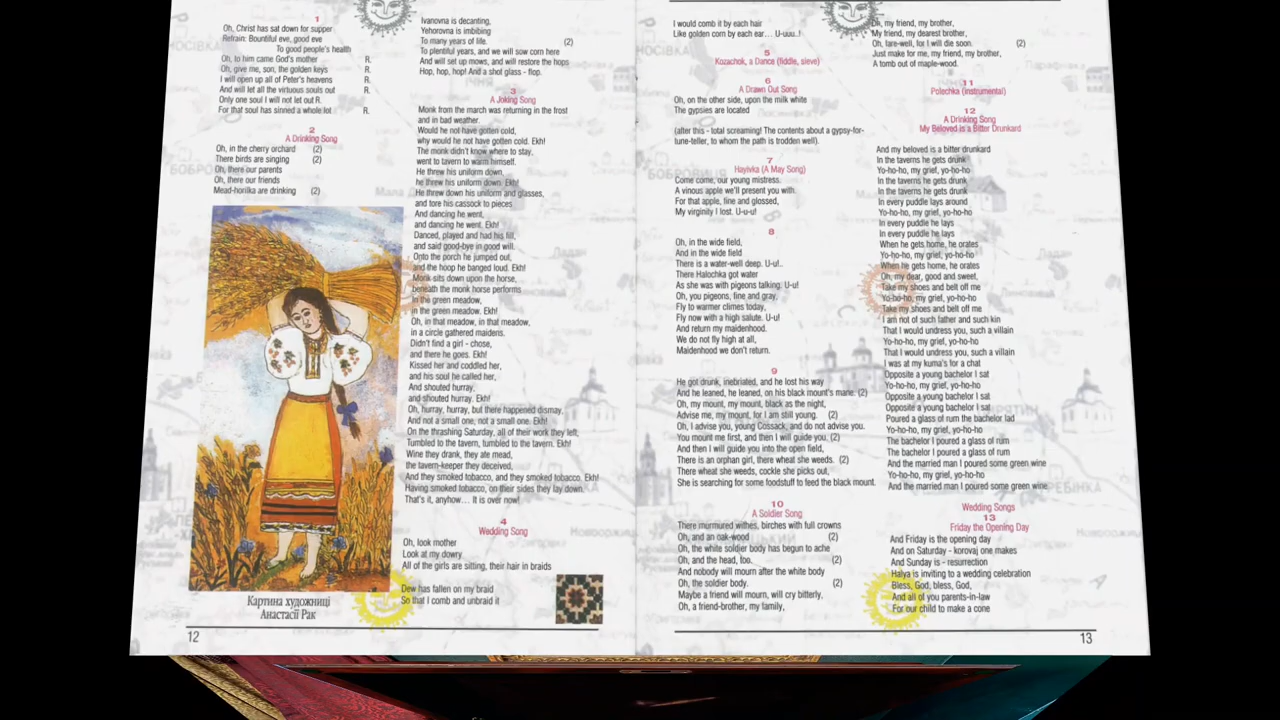 1
Oh, Christ has sat down for supper
Refrain: Bountiful eve, good eve
To good people's health
Oh, to him came God's mother R.
Oh, give me, son, the golden keys R.
I will open up all of Peter's heavens R.
And will let all the virtuous souls out R.
Only one soul I will not let out R.
For that soul has sinned a whole lot R.
2
A Drinking Song
Oh, in the cherry orchard (2)
There birds are singing (2)
Oh, there our parents
Oh, there our friends
Mead-horilka are drinking (2)
Картина художниці
Анастасії Рак
12
Ivanovna is decanting,
Yehorovna is imbibing
To many years of life. (2)
To plentiful years, and we will sow corn here
And will set up mows, and will restore the hops
Hop, hop, hop! And a shot glass - flop.
3
A Joking Song
Monk from the march was returning in the frost
and in bad weather.
Would he not have gotten cold,
why would he not have gotten cold. Ekh!
The monk didn't know where to stay,
went to tavern to warm himself.
He threw his uniform down,
he threw his uniform down. Ekh!
He threw down his uniform and glasses,
and tore his cassock to pieces
And dancing he went,
and dancing he went. Ekh!
Danced, played and had his fill,
and said good-bye in good will.
Onto the porch he jumped out,
and the hoop he banged loud. Ekh!
Monk sits down upon the horse,
beneath the monk horse performs
In the green meadow,
in the green meadow. Ekh!
Oh, in that meadow, in that meadow,
in a circle gathered maidens.
Didn't find a girl - chose,
and there he goes. Ekh!
Kissed her and coddled her,
and his soul he called her,
And shouted hurray,
and shouted hurray. Ekh!
Oh, hurray, hurray, but there happened dismay.
And not a small one, not a small one. Ekh!
On the thrashing Saturday, all of their work they left,
Tumbled to the tavern, tumbled to the tavern. Ekh!
Wine they drank, they ate mead,
the tavern-keeper they deceived,
And they smoked tobacco, and they smoked tobacco, Ekh!
Having smoked tobacco, on their sides they lay down.
That's it, anyhow... It is over now!
4
Wedding Song
Oh, look mother
Look at my dowry
All of the girls are sitting, their hair in braids
Dew has fallen on my braid
So that I comb and unbraid it
I would comb it by each hair
Like golden corn by each ear... U-uuu..!
5
Kozachok, a Dance (fiddle, sieve)
6
A Drawn Out Song
Oh, on the other side, upon the milk white
The gypsies are located
(after this - total screaming! The contents about a gypsy-for-
tune-teller, to whom the path is trodden well).
7
Hayivka (A May Song)
Come come, our young mistress.
A vinous apple we'll present you with.
For that apple, fine and glossed,
My virginity I lost. U-u-u!
8
Oh, in the wide field,
And in the wide field
There is a water-well deep. U-u!..
There Halochka got water
As she was with pigeons talking. U-u!
Oh, you pigeons, fine and gray,
Fly to warmer climes today,
Fly now with a high salute. U-u!
And return my maidenhood.
We do not fly high at all,
Maidenhood we don't return.
9
He got drunk, inebriated, and he lost his way
And he leaned, he leaned, on his black mount's mane. (2)
Oh, my mount, my mount, black as the night,
Advise me, my mount, for I am still young. (2)
Oh, I advise you, young Cossack, and do not advise you.
You mount me first, and then I will guide you. (2)
And then I will guide you into the open field,
There is an orphan girl, there wheat she weeds. (2)
There wheat she weeds, cockle she picks out,
She is searching for some foodstuff to feed the black mount.
10
A Soldier Song
There murmured withes, birches with full crowns
Oh, and an oak-wood (2)
Oh, the white soldier body has begun to ache
Oh, and the head, too. (2)
And nobody will mourn after the white body
Oh, the soldier body. (2)
Maybe a friend will mourn, will cry bitterly,
Oh, a friend-brother, my family,
Oh, my friend, my brother,
My friend, my dearest brother,
Oh, fare-well, for I will die soon. (2)
Just make for me, my friend, my brother,
A tomb out of maple-wood.
11
Polechka (instrumental)
12
A Drinking Song
My Beloved is a Bitter Drunkard
And my beloved is a bitter drunkard
In the taverns he gets drunk
Yo-ho-ho, my grief, yo-ho-ho
In the taverns he gets drunk
In the taverns he gets drunk
In every puddle lays around
Yo-ho-ho, my grief, yo-ho-ho
In every puddle he lays
In every puddle he lays
When he gets home, he orates
Yo-ho-ho, my grief, yo-ho-ho
When he gets home, he orates
Oh, my dear, good and sweet,
Take my shoes and belt off me
Yo-ho-ho, my grief, yo-ho-ho
Take my shoes and belt off me
I am not of such father and such kin
That I would undress you, such a villain
Yo-ho-ho, my grief, yo-ho-ho
That I would undress you, such a villain
I was at my kuma's for a chat
Opposite a young bachelor I sat
Yo-ho-ho, my grief, yo-ho-ho
Opposite a young bachelor I sat
Opposite a young bachelor I sat
Poured a glass of rum the bachelor lad
Yo-ho-ho, my grief, yo-ho-ho
The bachelor I poured a glass of rum
The bachelor I poured a glass of rum
And the married man I poured some green wine
Yo-ho-ho, my grief, yo-ho-ho
And the married man I poured some green wine
Wedding Songs
13
Friday the Opening Day
And Friday is the opening day
And on Saturday - korovaj one makes
And Sunday is - resurrection
Halya is inviting to a wedding celebration
Bless, God, bless, God,
And all of you parents-in-law
For our child to make a cone
13